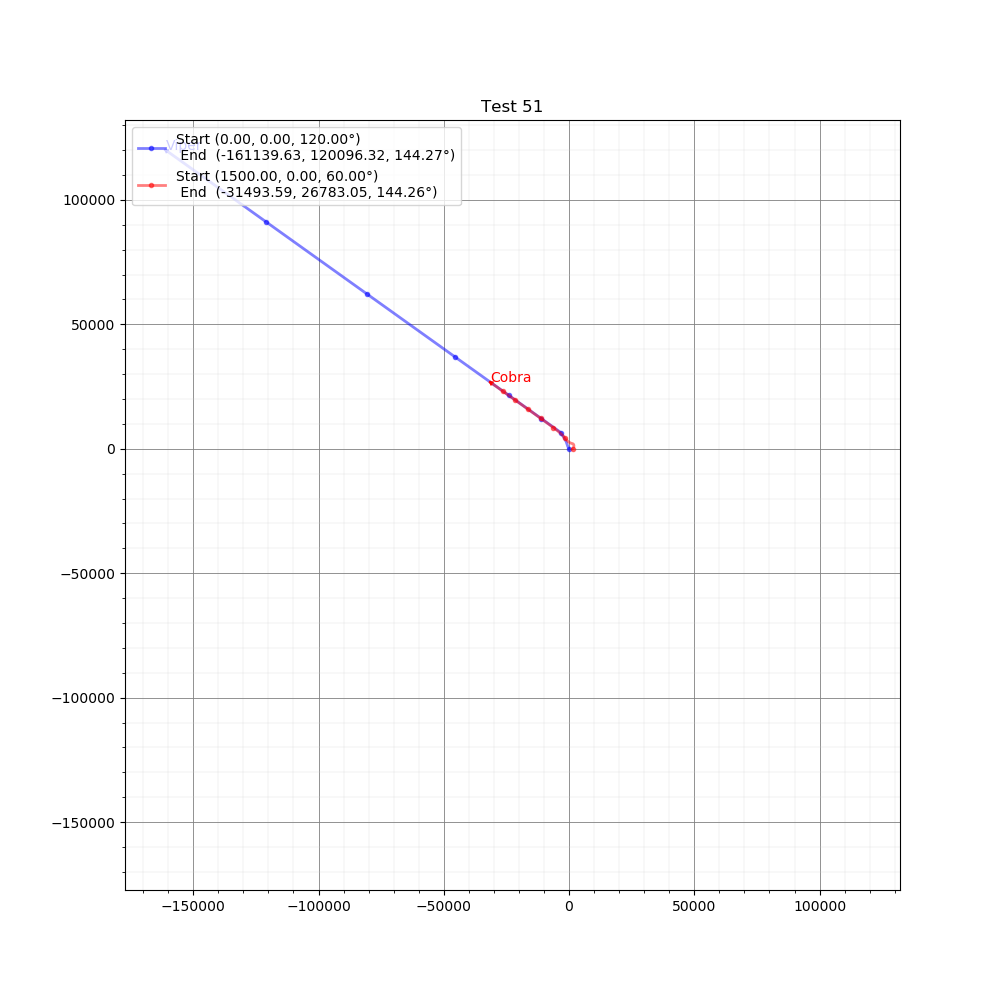 Test 51
Start (0.00, 0.00, 120.00°)
End (-161139.63, 120096.32, 144.27°)
Start (1500.00, 0.00, 60.00°)
End (-31493.59, 26783.05, 144.26°)
Cobra
100000
50000
0
−50000
−100000
−150000
−150000 −100000 −50000 0 50000 100000